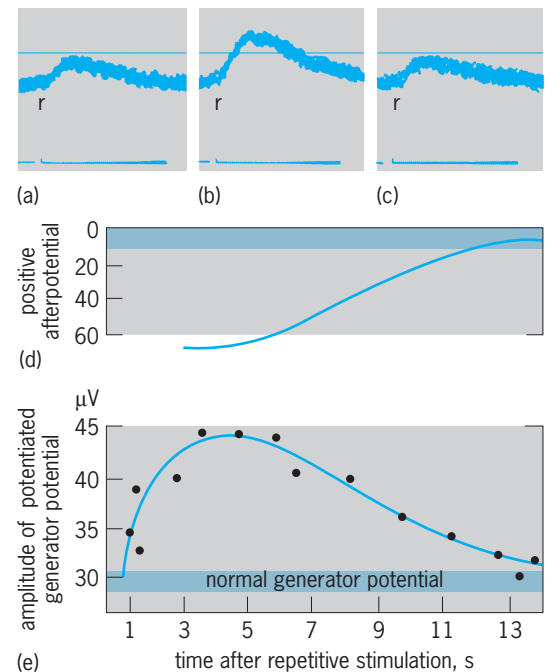 r r r
(a) (b) (c)
0
20
40
60
positive
afterpotential
(d)
μV
45
40
35
30
amplitude of potentiated
generator potential
normal generator potential
1 3 5 7 9 11 13
(e) time after repetitive stimulation, s